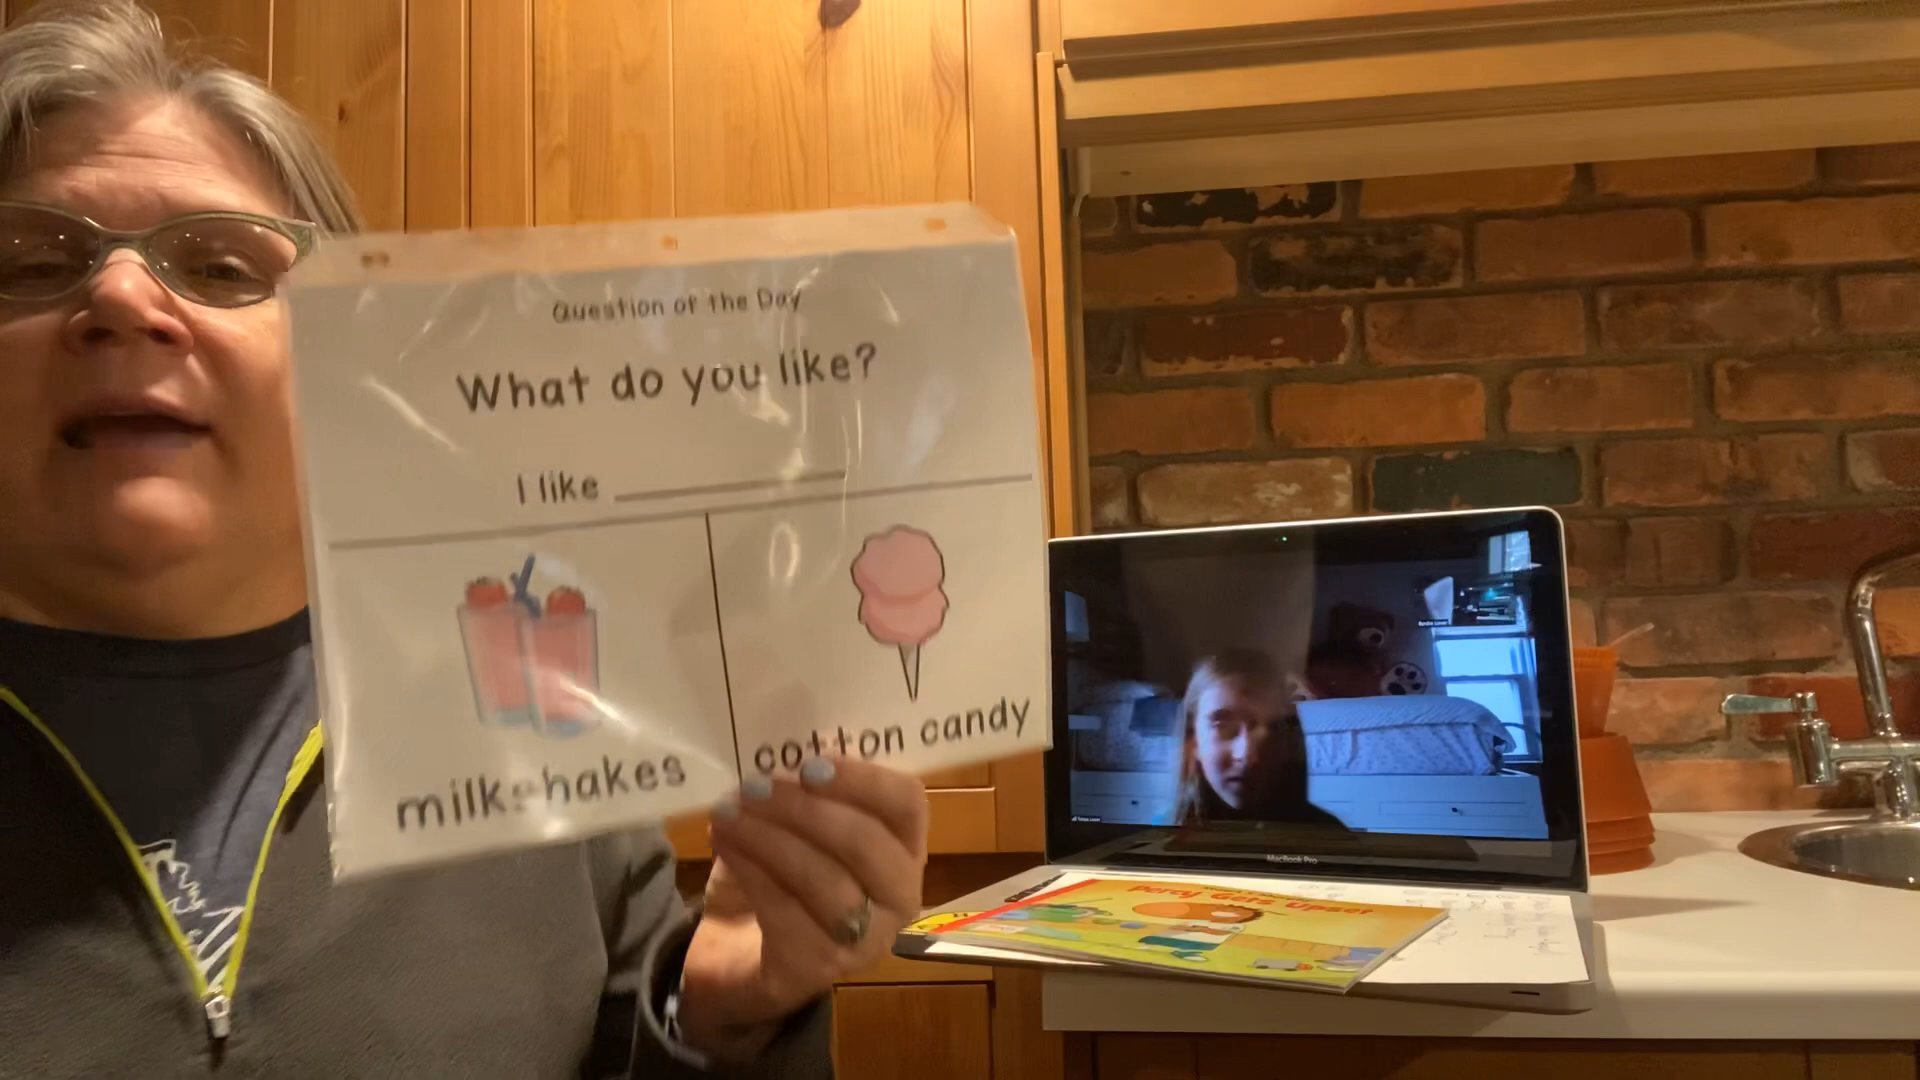 Question of the Day
What do you like?
I like
milkshakes
cotton candy
MacBook Pro
Percy Gets Upset